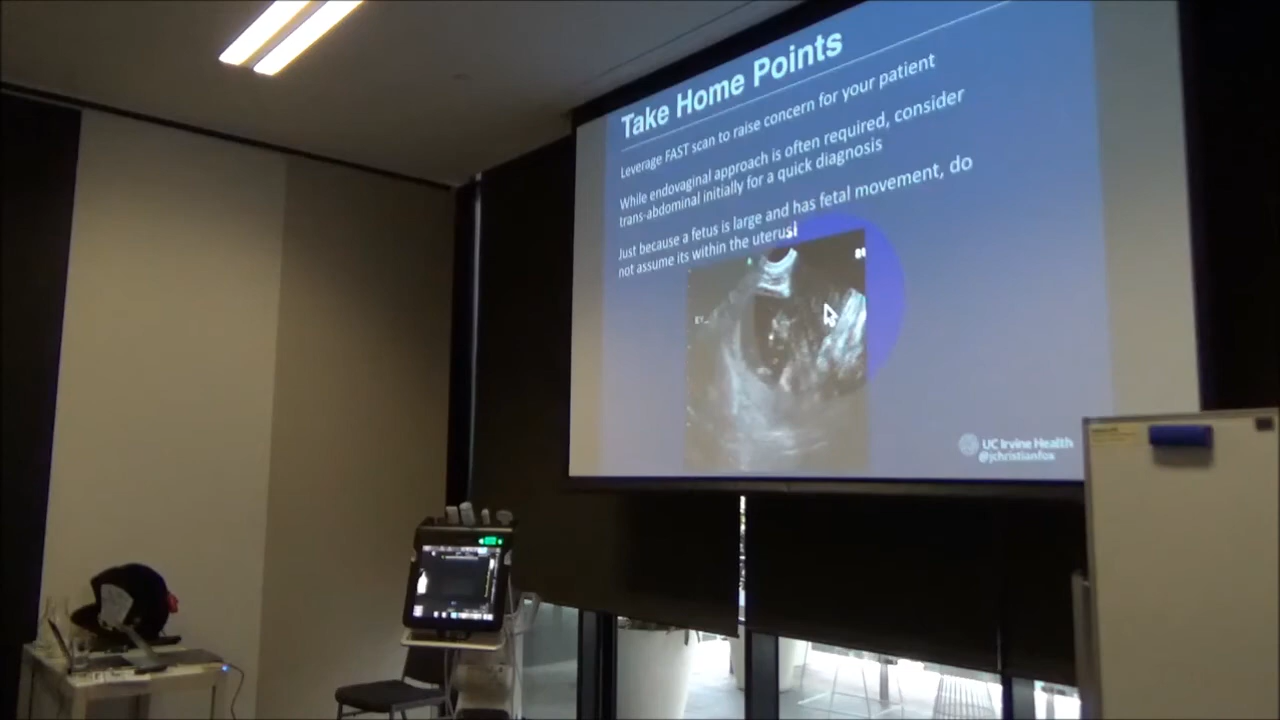 Take Home Points
Leverage FAST scan to raise concern for your patient
While endovaginal approach is often required, consider
trans-abdominal initially for a quick diagnosis
Just because a fetus is large and has fetal movement, do
not assume its within the uterus!
UC Irvine Health
@jchristianfox